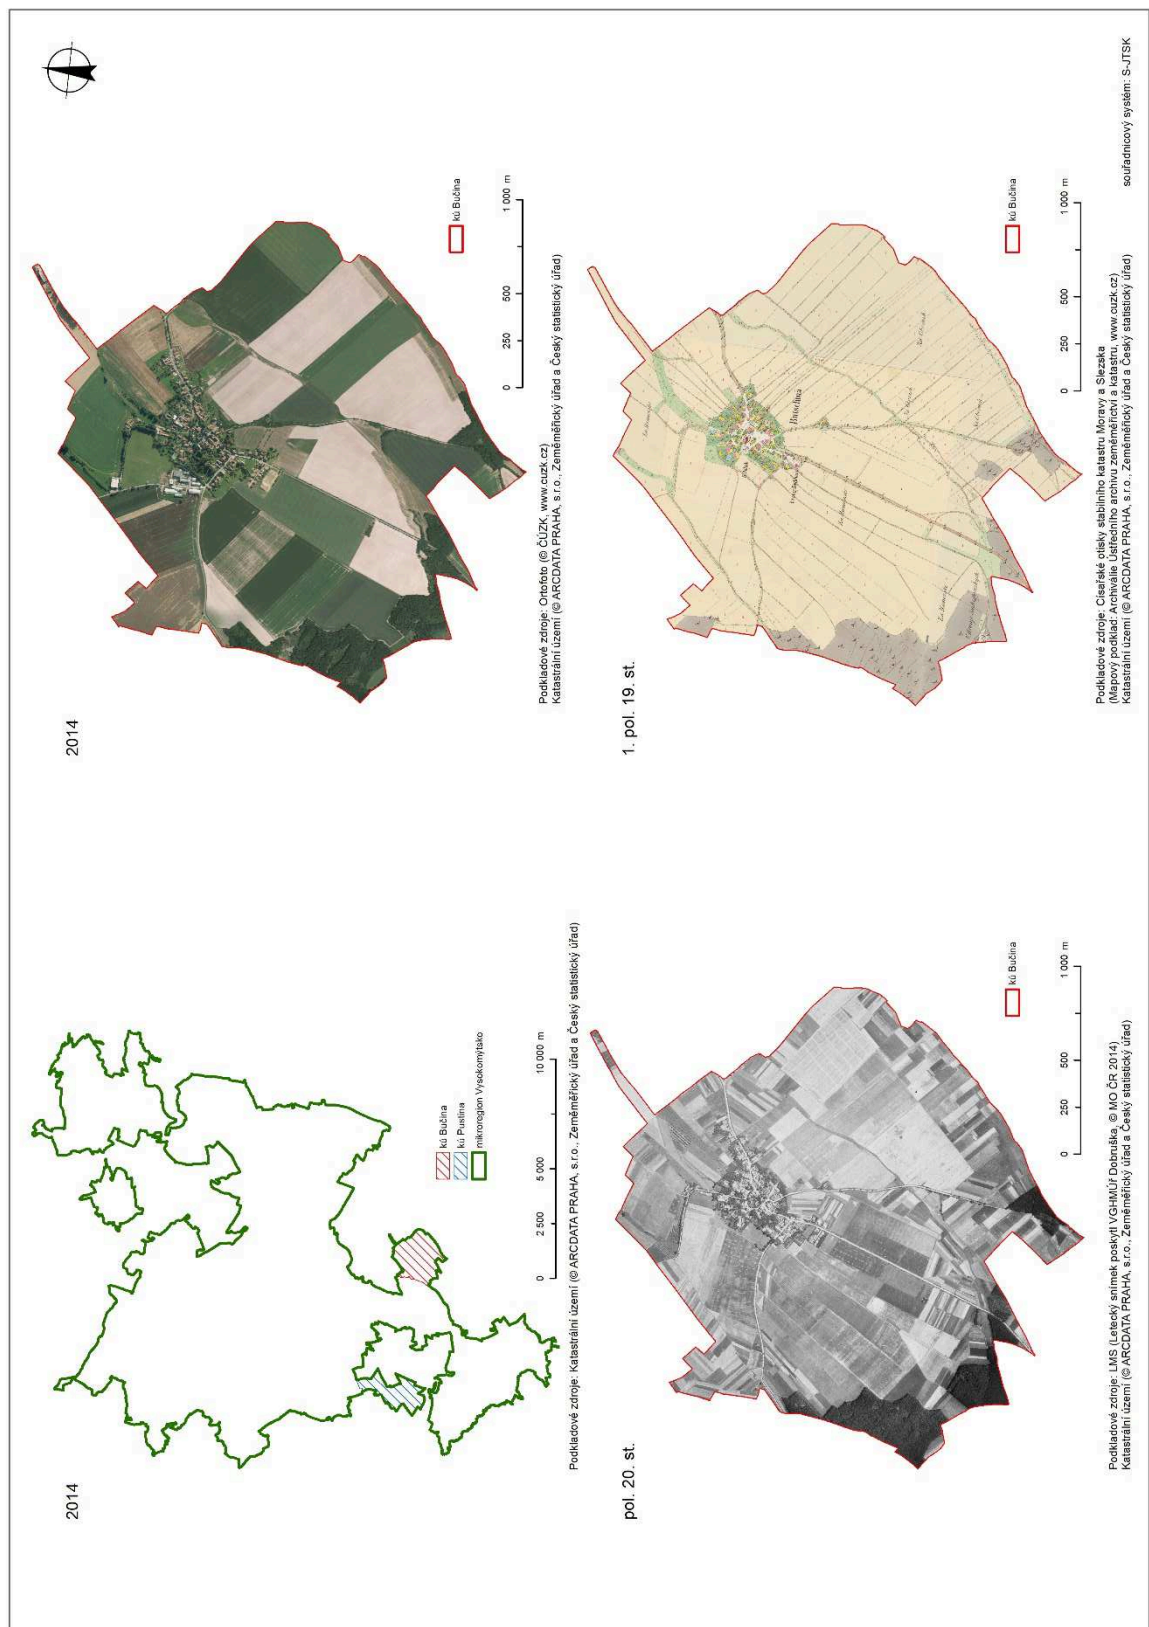 2014
kú Bučina
kú Pustina
mikroregion Vysokomýtsko
0 2 500 5 000 10 000 m
Podkladové zdroje: Katastrální území (© ARCDATA PRAHA, s.r.o., Zeměměřický úřad a Český statistický úřad)
2014
kú Bučina
0 250 500 1 000 m
Podkladové zdroje: Ortofoto (© ČÚZK, www.cuzk.cz)
Katastrální území (© ARCDATA PRAHA, s.r.o., Zeměměřický úřad a Český statistický úřad)
pol. 20. st.
kú Bučina
0 250 500 1 000 m
Podkladové zdroje: LMS (Letecký snímek poskytl VGHMÚř Dobruška, © MO ČR 2014)
Katastrální území (© ARCDATA PRAHA, s.r.o., Zeměměřický úřad a Český statistický úřad)
1. pol. 19. st.
kú Bučina
0 250 500 1 000 m
Podkladové zdroje: Císařské otisky stabilního katastru Moravy a Slezska
(Mapový podklad: Archiválie Ústředního archivu zeměměřictví a katastru, www.cuzk.cz)
Katastrální území (© ARCDATA PRAHA, s.r.o., Zeměměřický úřad a Český statistický úřad)
souřadnicový systém: S-JTSK